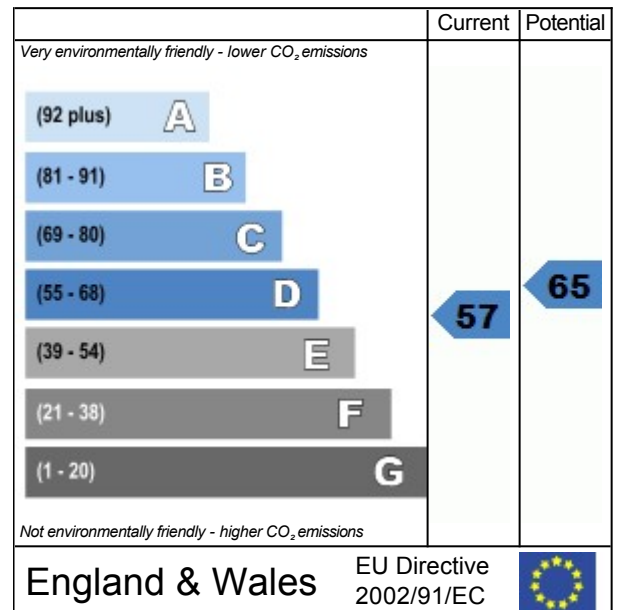 Current Potential
Very environmentally friendly - lower CO₂ emissions
(92 plus) A
(81 - 91) B
(69 - 80) C
(55 - 68) D
(39 - 54) E
(21 - 38) F
(1 - 20) G
57
65
Not environmentally friendly - higher CO₂ emissions
England & Wales
EU Directive
2002/91/EC